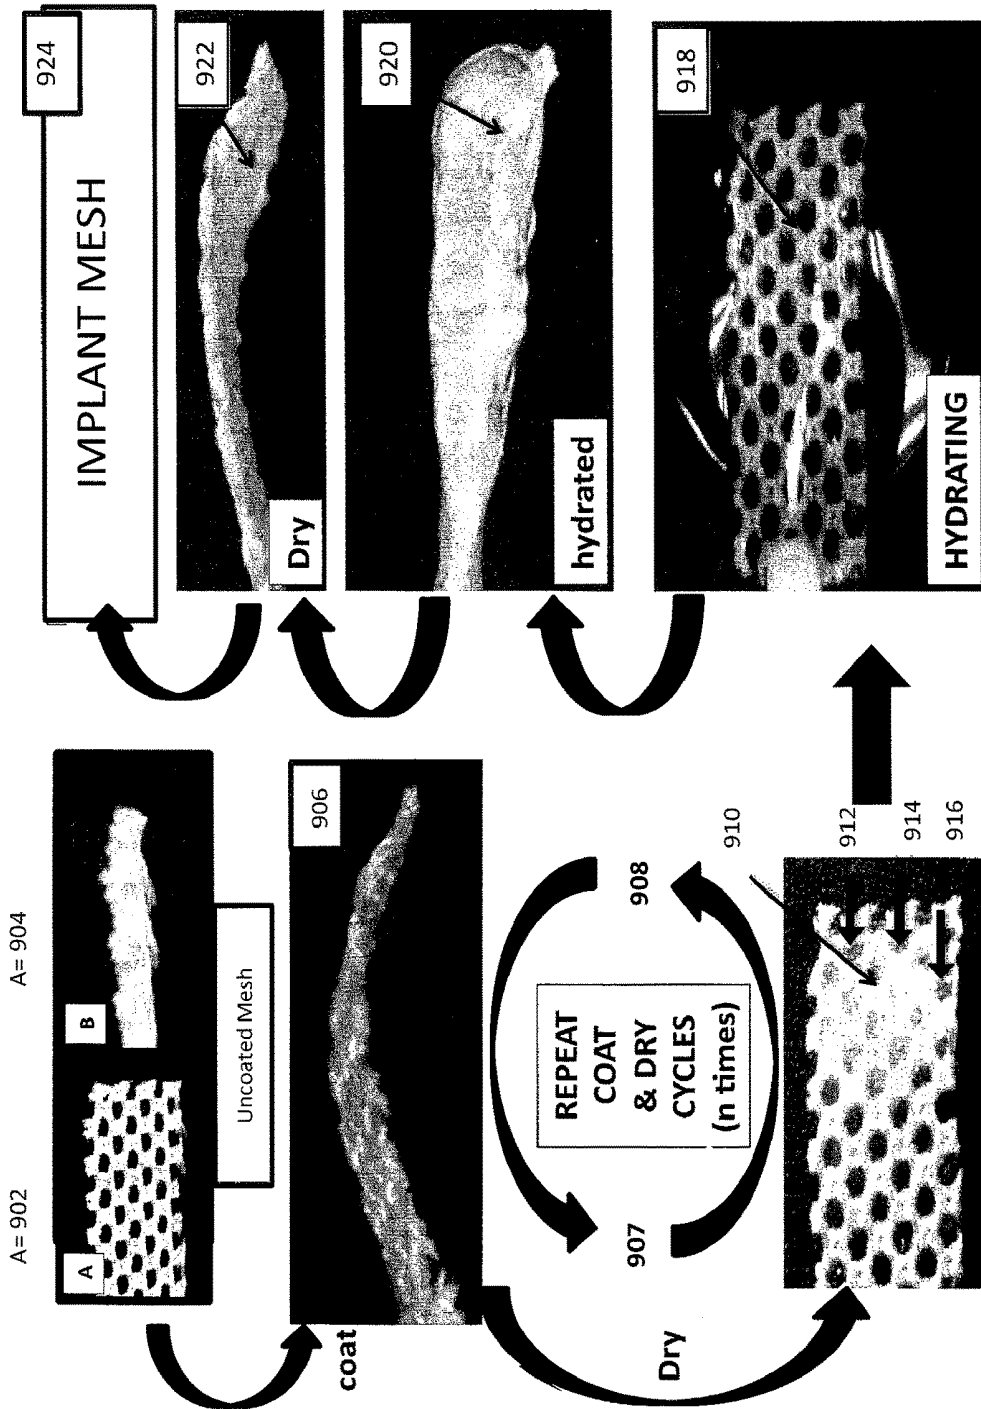 A= 902
A= 904
A
B
Uncoated Mesh
coat
906
Dry
907
REPEAT
COAT
& DRY
CYCLES
(n times)
908
910
912
914
916
HYDRATING
918
hydrated
920
Dry
922
IMPLANT MESH
924